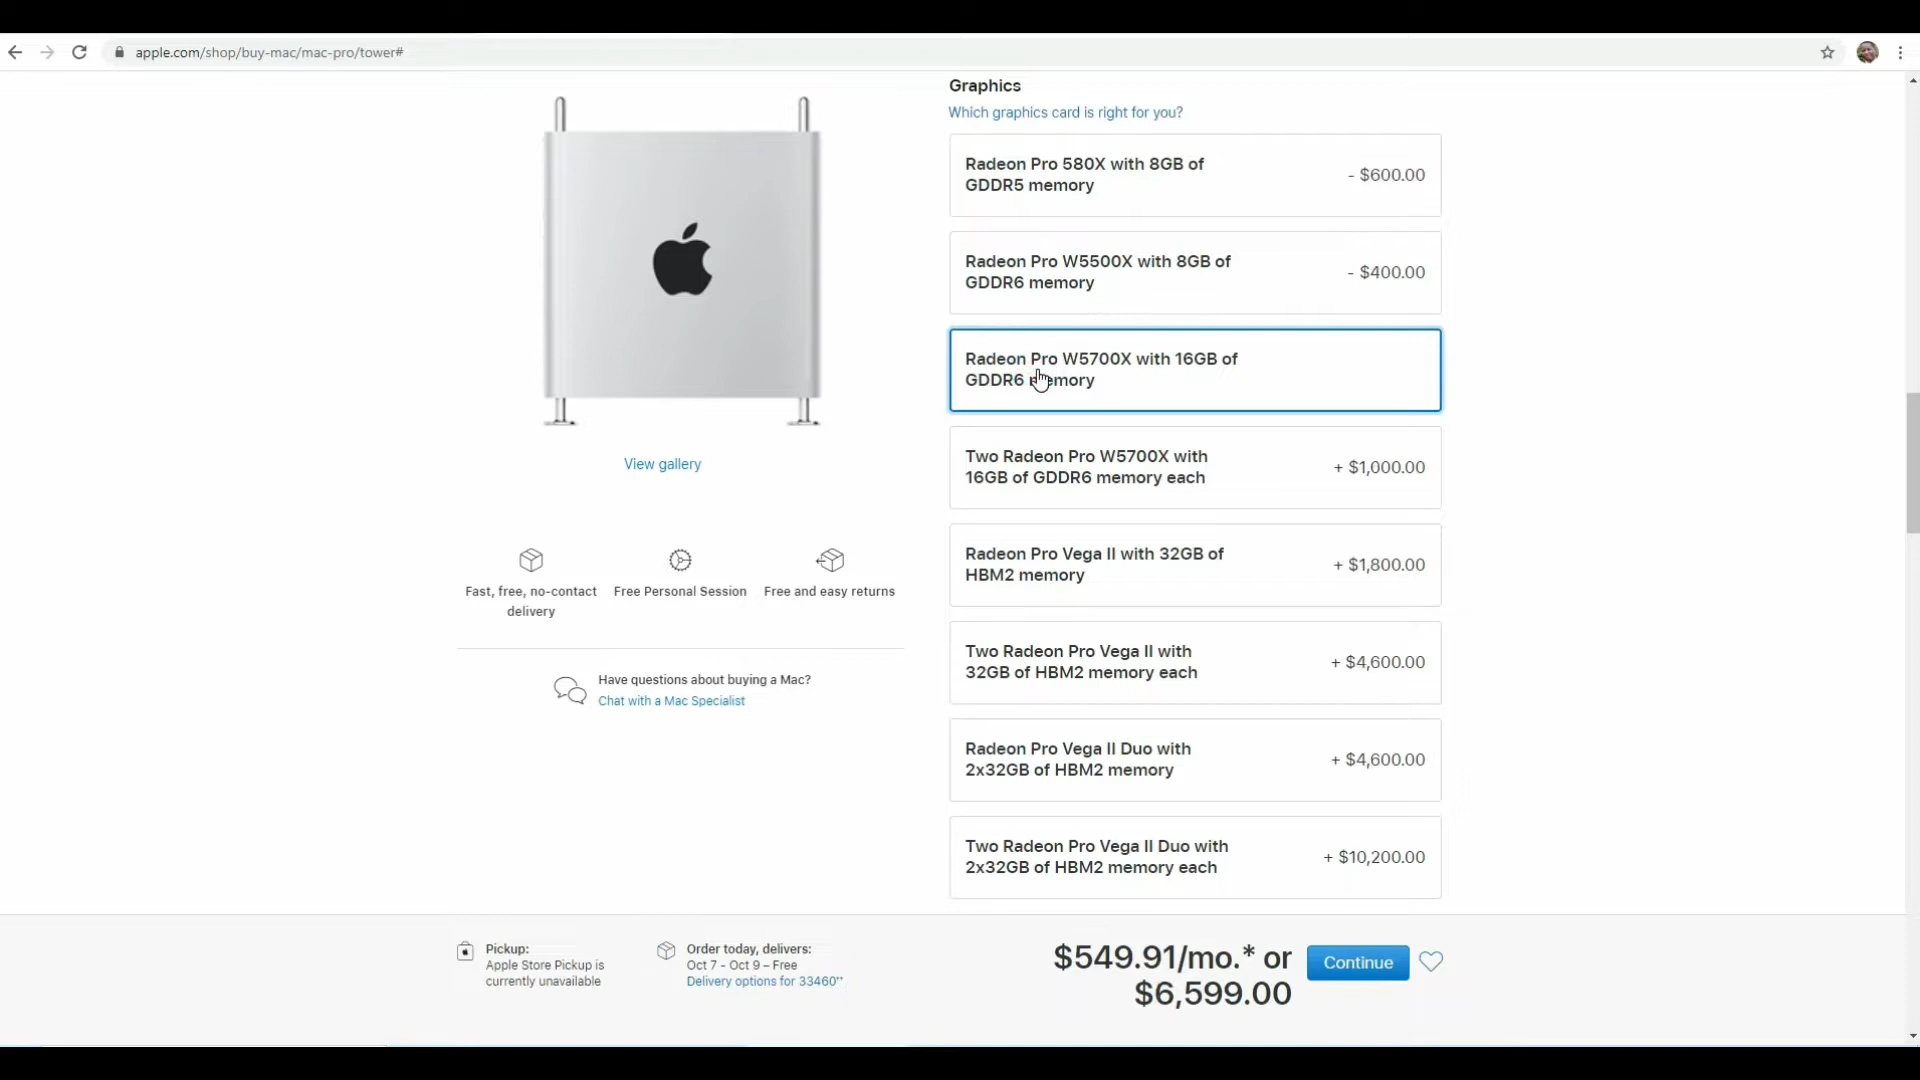 apple.com/shop/buy-mac/mac-pro/tower#
Graphics
Which graphics card is right for you?
Radeon Pro 580X with 8GB of
GDDR5 memory
- $600.00
Radeon Pro W5500X with 8GB of
GDDR6 memory
- $400.00
Radeon Pro W5700X with 16GB of
GDDR6 memory
Two Radeon Pro W5700X with
16GB of GDDR6 memory each
+ $1,000.00
Radeon Pro Vega II with 32GB of
HBM2 memory
+ $1,800.00
Two Radeon Pro Vega II with
32GB of HBM2 memory each
+ $4,600.00
Radeon Pro Vega II Duo with
2x32GB of HBM2 memory
+ $4,600.00
Two Radeon Pro Vega II Duo with
2x32GB of HBM2 memory each
+ $10,200.00
View gallery
Fast, free, no-contact
delivery
Free Personal Session
Free and easy returns
Have questions about buying a Mac?
Chat with a Mac Specialist
Pickup:
Apple Store Pickup is
currently unavailable
Order today, delivers:
Oct 7 - Oct 9 – Free
Delivery options for 33460**
$549.91/mo.* or
$6,599.00
Continue